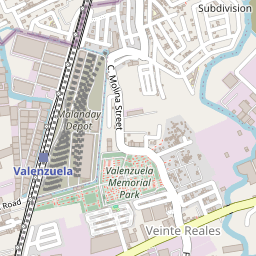 Subdivision
C. Molina Street
Malanday
Depot
Valenzuela
Valenzuela
Memorial
Park
Road
Veinte Reales